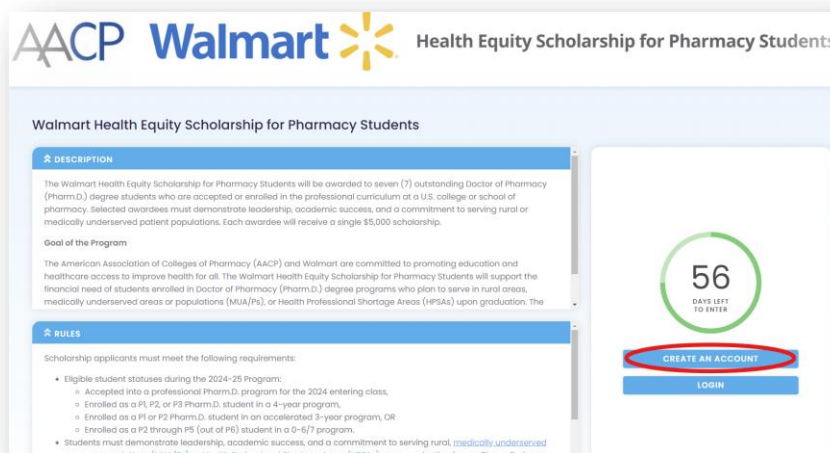 AACP Walmart Health Equity Scholarship for Pharmacy Students
Walmart Health Equity Scholarship for Pharmacy Students
DESCRIPTION
The Walmart Health Equity Scholarship for Pharmacy Students will be awarded to seven (7) outstanding Doctor of Pharmacy
(Pharm.D.) degree students who are accepted or enrolled in the professional curriculum at a U.S. college or school of
pharmacy. Selected awardees must demonstrate leadership, academic success, and a commitment to serving rural or
medically underserved patient populations. Each awardee will receive a single $5,000 scholarship.
Goal of the Program
The American Association of Colleges of Pharmacy (AACP) and Walmart are committed to promoting education and
healthcare access to improve health for all. The Walmart Health Equity Scholarship for Pharmacy Students will support the
financial need of students enrolled in Doctor of Pharmacy (Pharm.D.) degree programs who plan to serve in rural areas,
medically underserved areas or populations (MUA/Ps), or Health Professional Shortage Areas (HPSAs) upon graduation. The
RULES
Scholarship applicants must meet the following requirements:
• Eligible student statuses during the 2024-25 Program:
Accepted into a professional Pharm.D. program for the 2024 entering class,
Enrolled as a P1, P2, or P3 Pharm.D. student in a 4-year program,
Enrolled as a P1 or P2 Pharm.D. student in an accelerated 3-year program, OR
Enrolled as a P2 through P5 (out of P6) student in a 0-6/7 program.
• Students must demonstrate leadership, academic success, and a commitment to serving rural, medically underserved
56
DAYS LEFT
TO ENTER
CREATE AN ACCOUNT
LOGIN